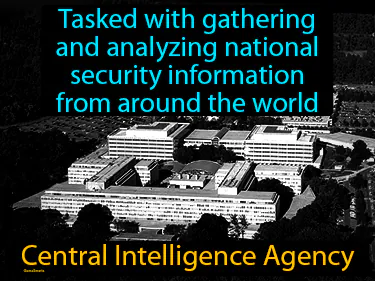 Tasked with gathering
and analyzing national
security information
from around the world
Central Intelligence Agency